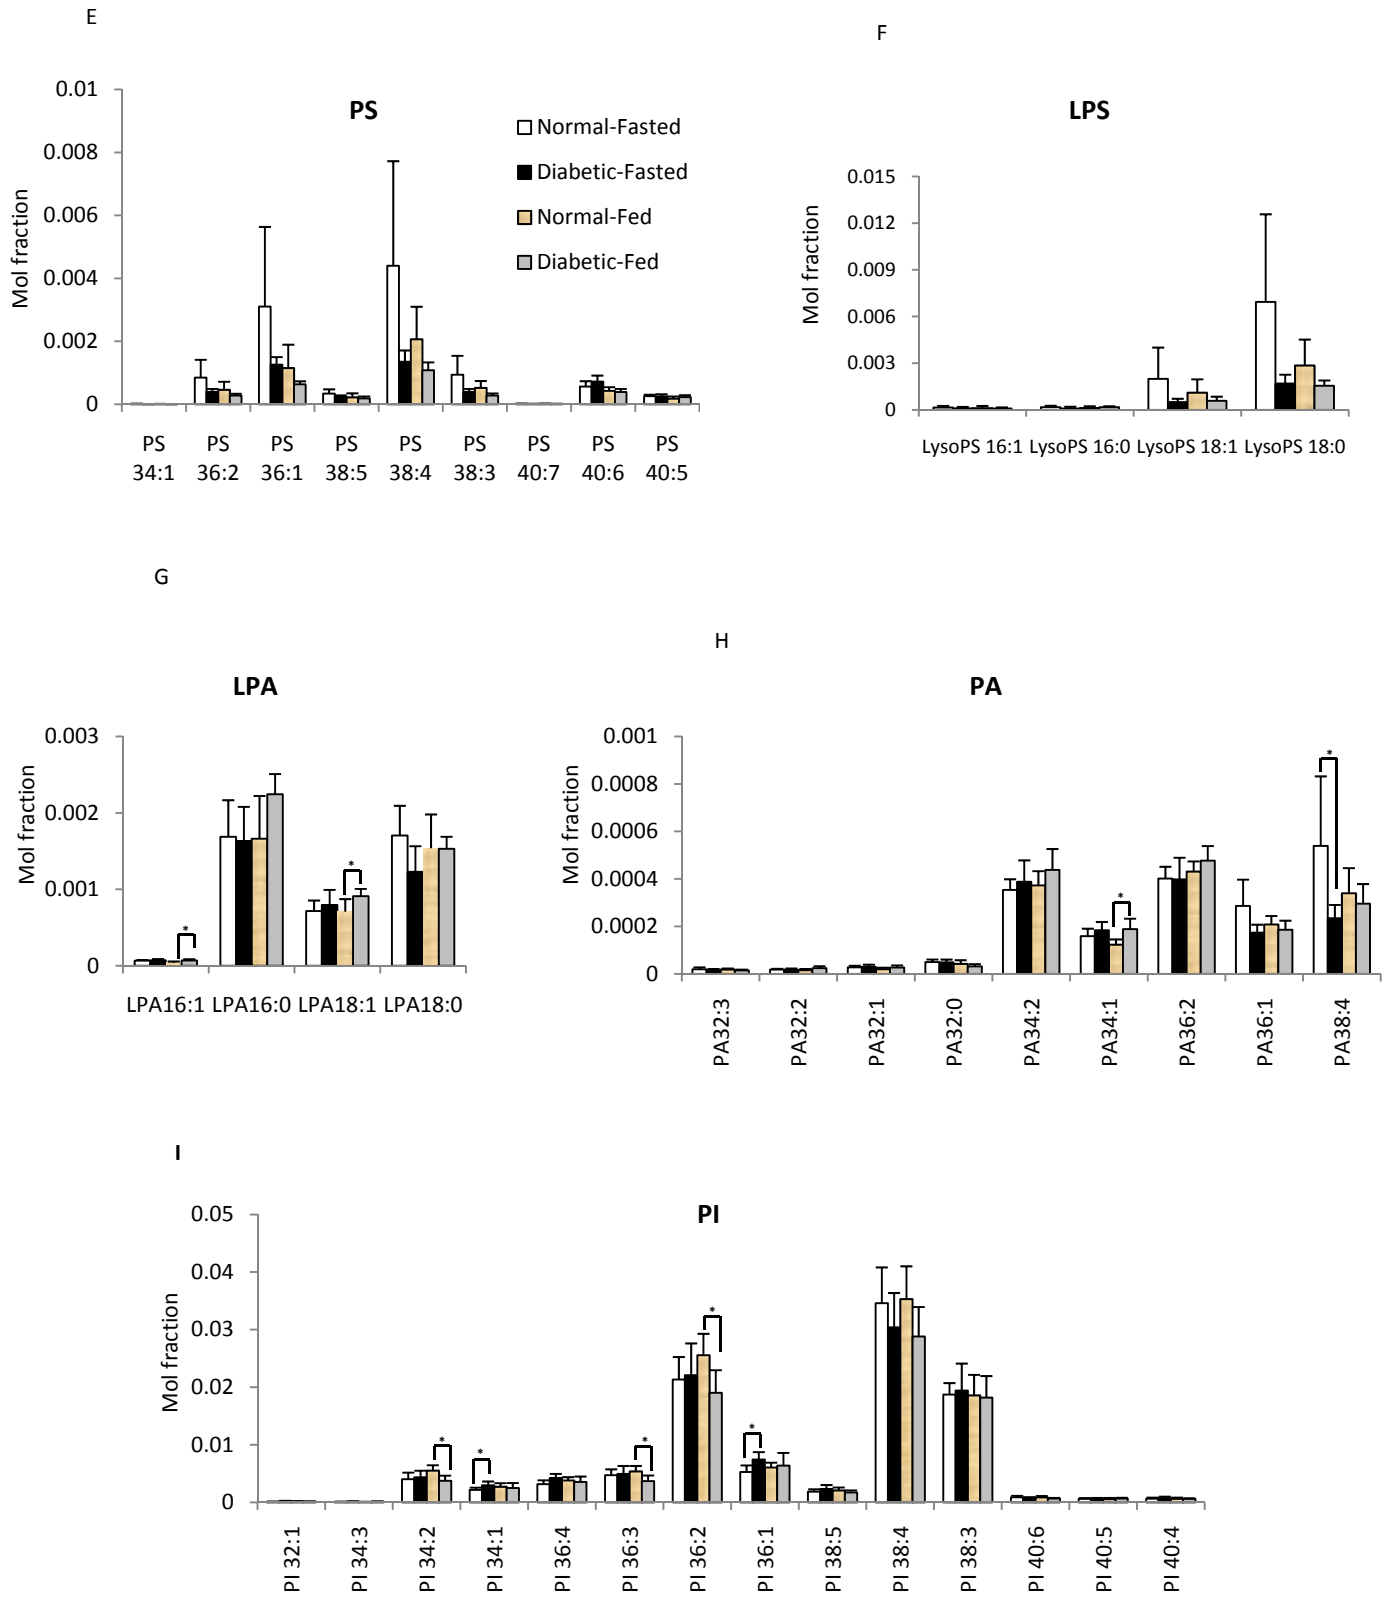 E
PS
Mol fraction
0.01
0.008
0.006
0.004
0.002
0
Normal-Fasted
Diabetic-Fasted
Normal-Fed
Diabetic-Fed
PS PS PS PS PS PS PS PS PS
34:1 36:2 36:1 38:5 38:4 38:3 40:7 40:6 40:5
F
LPS
Mol fraction
0.015
0.012
0.009
0.006
0.003
0
LysoPS 16:1 LysoPS 16:0 LysoPS 18:1 LysoPS 18:0
G
LPA
Mol fraction
0.003
0.002
0.001
0
*
*
LPA16:1 LPA16:0 LPA18:1 LPA18:0
H
PA
Mol fraction
0.001
0.0008
0.0006
0.0004
0.0002
0
*
*
PA32:3
PA32:2
PA32:1
PA32:0
PA34:2
PA34:1
PA36:2
PA36:1
PA38:4
I
PI
Mol fraction
0.05
0.04
0.03
0.02
0.01
0
*
*
*
*
*
PI 32:1
PI 34:3
PI 34:2
PI 34:1
PI 36:4
PI 36:3
PI 36:2
PI 36:1
PI 38:5
PI 38:4
PI 38:3
PI 40:6
PI 40:5
PI 40:4